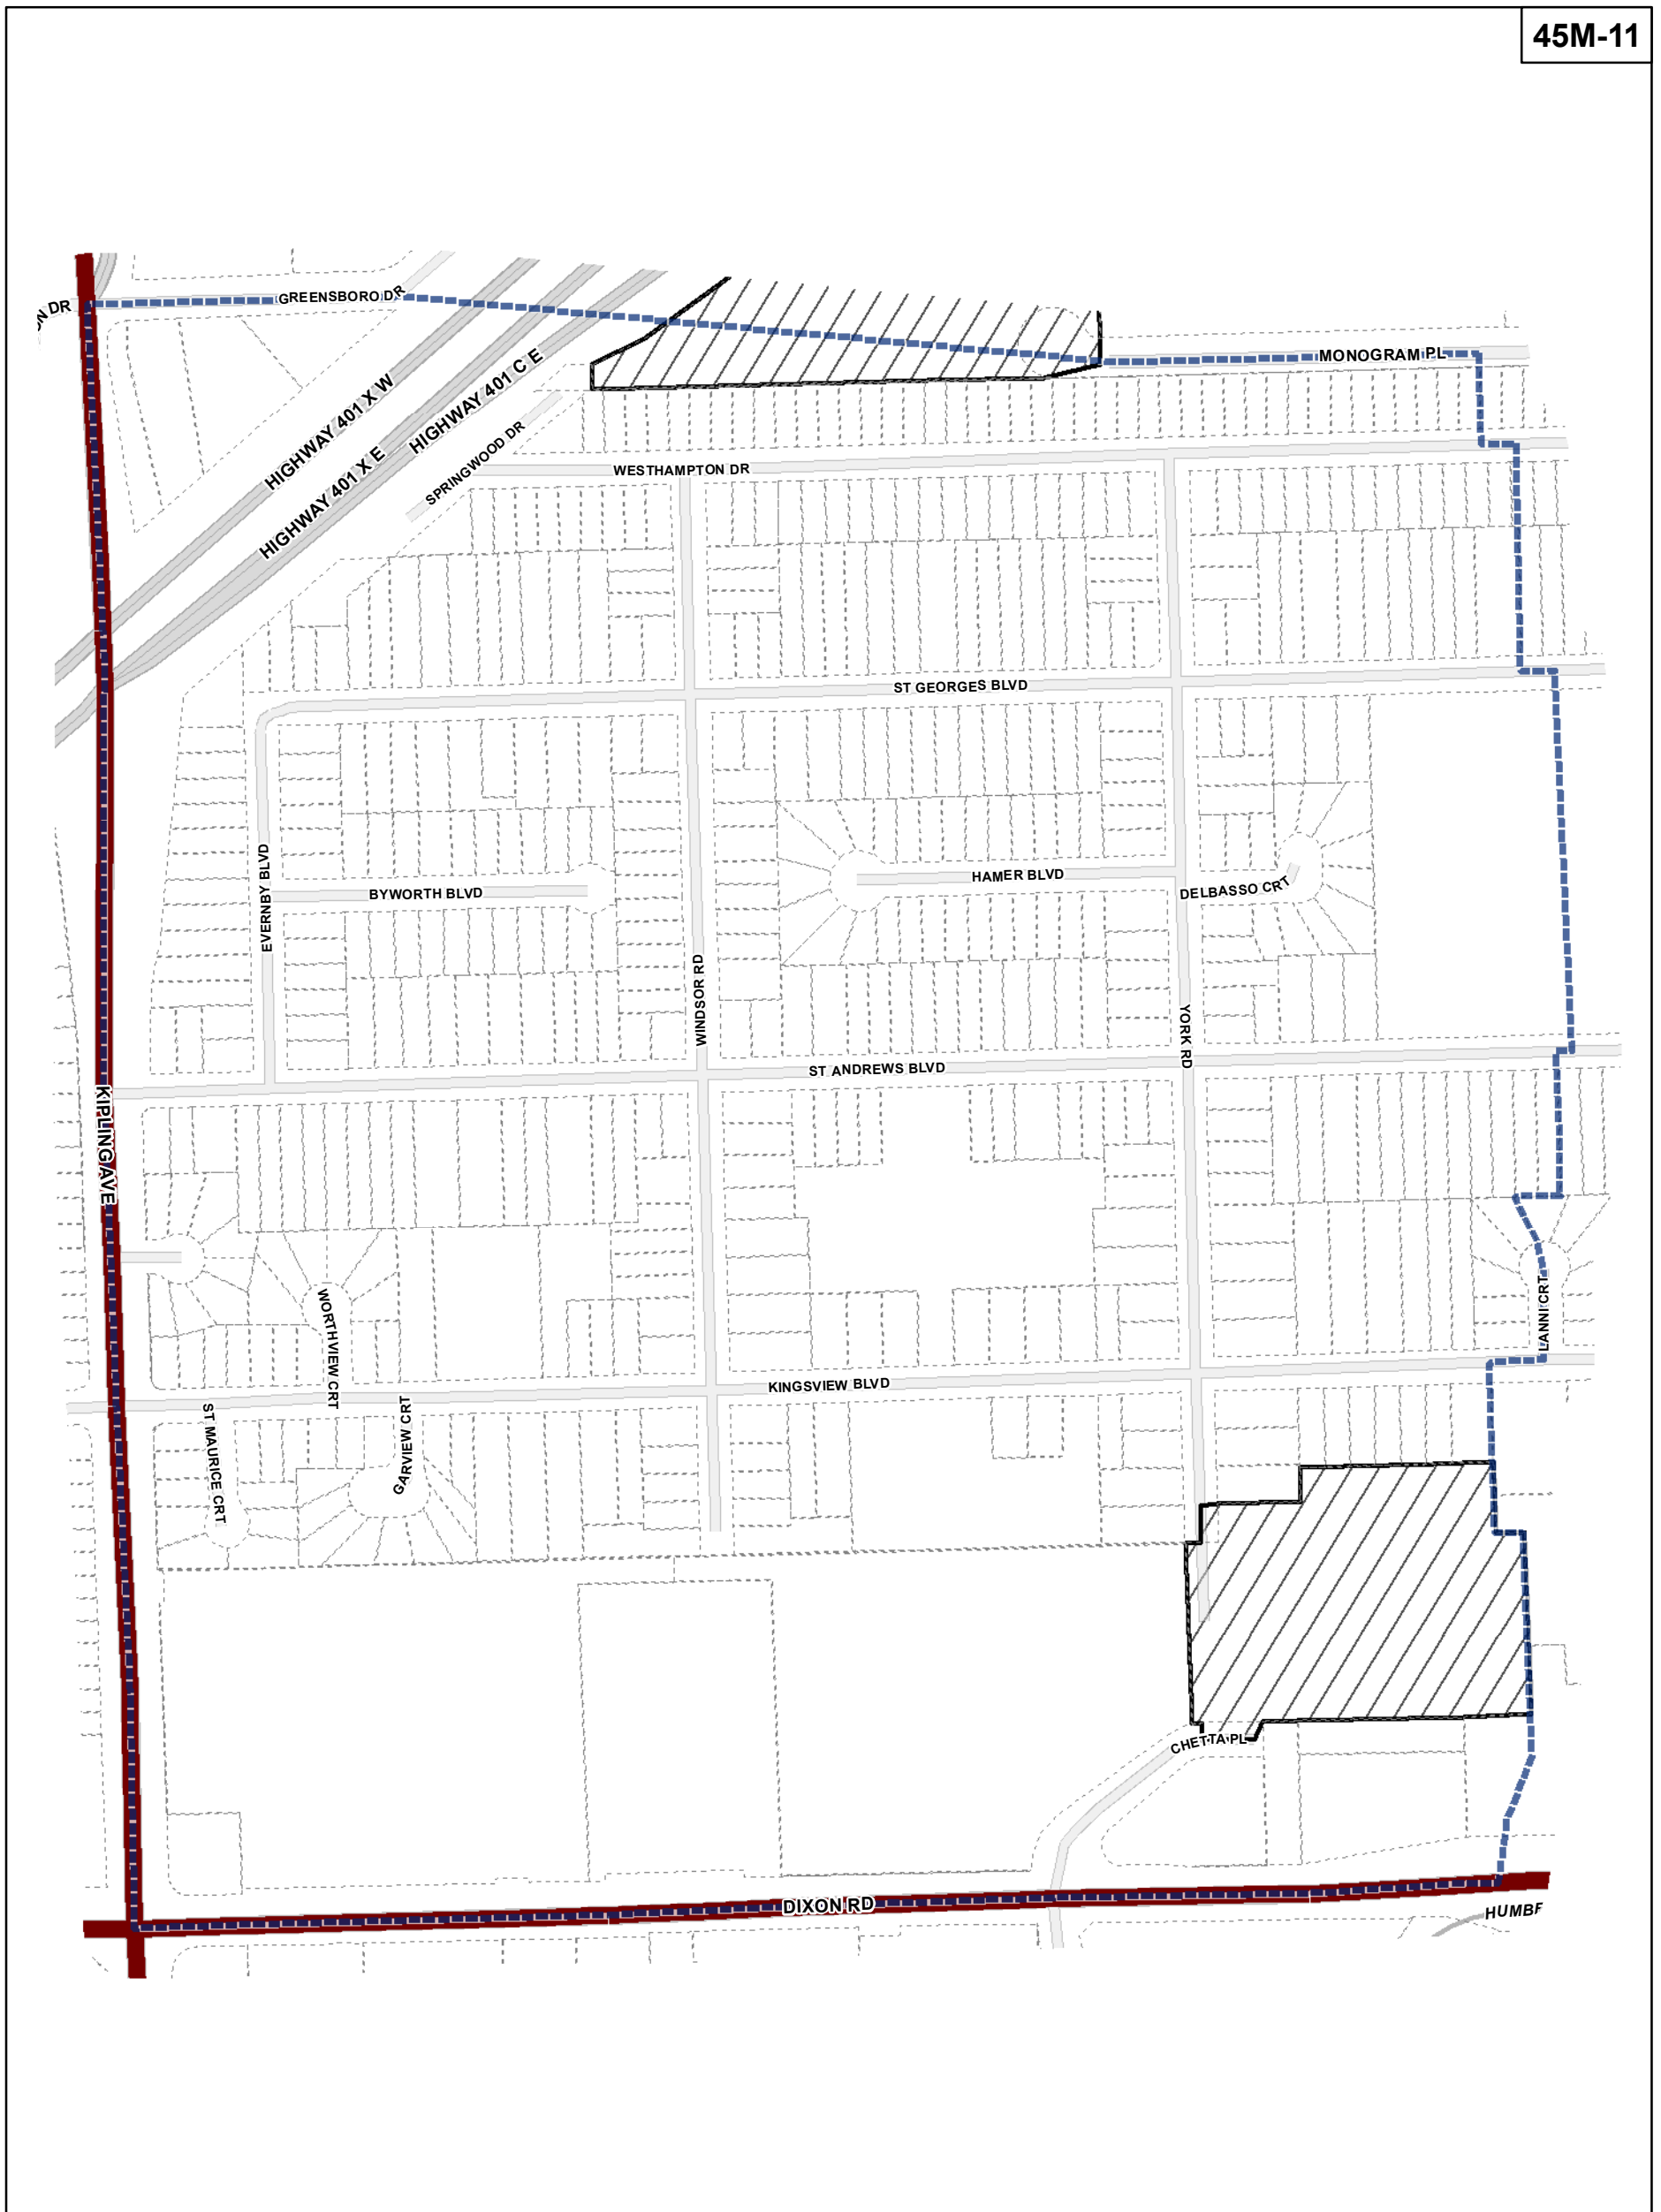 45M-11
GREENSBORO DR
N DR
MONOGRAM PL
HIGHWAY 401 X W
HIGHWAY 401 C E
HIGHWAY 401 X E
SPRINGWOOD DR
WESTHAMPTON DR
ST GEORGES BLVD
EVERNBY BLVD
BYWORTH BLVD
HAMER BLVD
DELBASSO CRT
WINDSOR RD
YORK RD
ST ANDREWS BLVD
KIPLING AVE
WORTHVIEW CRT
LANNI CRT
KINGSVIEW BLVD
ST MAURICE CRT
GARVIEW CRT
CHETTA PL
DIXON RD
HUMBE